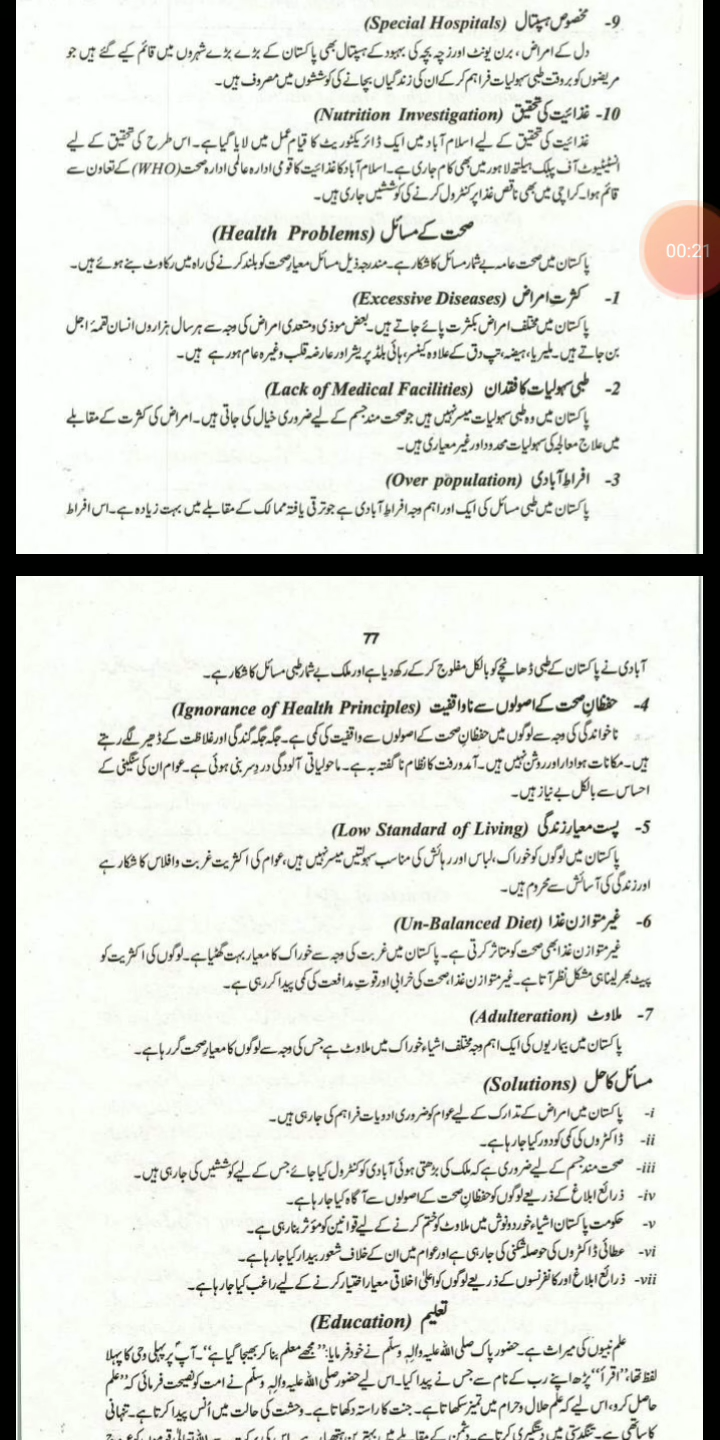 9- مخصوص ہسپتال (Special Hospitals)
دل کے امراض، برن یونٹ اور زچہ بچہ کی بہبود کے ہسپتال بھی پاکستان کے بڑے بڑے شہروں میں قائم کیے گئے ہیں جو
مریضوں کو بروقت طبی سہولیات فراہم کر کے ان کی زندگیاں بچانے کی کوششوں میں مصروف ہیں۔
10- غذائیت کی تحقیق (Nutrition Investigation)
غذائیت کی تحقیق کے لیے اسلام آباد میں ایک ڈائریکٹوریٹ کا قیام عمل میں لایا گیا ہے۔ اس طرح کی تحقیق کے لیے
انسٹیٹیوٹ آف پبلک ہیلتھ لاہور میں بھی کام جاری ہے۔ اسلام آباد کا غذائیت کا قومی ادارہ عالمی ادارہ صحت (WHO) کے تعاون سے
قائم ہوا۔ کراچی میں بھی ناقص غذا پر کنٹرول کرنے کی کوششیں جاری ہیں۔
صحت کے مسائل (Health Problems)
00:21
پاکستان میں صحت عامہ بے شمار مسائل کا شکار ہے۔ مندرجہ ذیل مسائل معیارِ صحت کو بلند کرنے کی راہ میں رکاوٹ بنے ہوئے ہیں۔
1- کثرتِ امراض (Excessive Diseases)
پاکستان میں مختلف امراض بکثرت پائے جاتے ہیں۔ بعض موذی و متعدی امراض کی وجہ سے ہر سال ہزاروں انسان لقمۂ اجل
بن جاتے ہیں۔ ملیریا، ہیضہ، تپ دق کے علاوہ کینسر، ہائی بلڈ پریشر اور عارضہ قلب وغیرہ عام ہو رہے ہیں۔
2- طبی سہولیات کا فقدان (Lack of Medical Facilities)
پاکستان میں وہ طبی سہولیات میسر نہیں ہیں جو صحت مند جسم کے لیے ضروری خیال کی جاتی ہیں۔ امراض کی کثرت کے مقابلے
میں علاج معالجہ کی سہولیات محدود اور غیر معیاری ہیں۔
3- افراطِ آبادی (Over population)
پاکستان میں طبی مسائل کی ایک اور اہم وجہ افراطِ آبادی ہے جو ترقی یافتہ ممالک کے مقابلے میں بہت زیادہ ہے۔ اس افراط
77
آبادی نے پاکستان کے طبی ڈھانچے کو بالکل مفلوج کر کے رکھ دیا ہے اور ملک بے شمار طبی مسائل کا شکار ہے۔
4- حفظانِ صحت کے اصولوں سے ناواقفیت (Ignorance of Health Principles)
ناخواندگی کی وجہ سے لوگوں میں حفظانِ صحت کے اصولوں سے واقفیت کی کمی ہے۔ جگہ جگہ گندگی اور غلاظت کے ڈھیر لگے رہتے
ہیں۔ مکانات ہوادار اور روشن نہیں ہیں۔ آمدورفت کا نظام ناگفتہ بہ ہے۔ ماحولیاتی آلودگی دردِ سر بنی ہوئی ہے۔ عوام ان کی سنگینی کے
احساس سے بالکل بے نیاز ہیں۔
5- پست معیارِ زندگی (Low Standard of Living)
پاکستان میں لوگوں کو خوراک، لباس اور رہائش کی مناسب سہولتیں میسر نہیں ہیں، عوام کی اکثریت غربت و افلاس کا شکار ہے
اور زندگی کی آسائش سے محروم ہیں۔
6- غیر متوازن غذا (Un-Balanced Diet)
غیر متوازن غذا بھی صحت کو متاثر کرتی ہے۔ پاکستان میں غربت کی وجہ سے خوراک کا معیار بہت گھٹیا ہے۔ لوگوں کی اکثریت کو
پیٹ بھر لینا ہی مشکل نظر آتا ہے۔ غیر متوازن غذا، صحت کی خرابی اور قوتِ مدافعت کی کمی پیدا کر رہی ہے۔
7- ملاوٹ (Adulteration)
پاکستان میں بیماریوں کی ایک اہم وجہ مختلف اشیاء خوراک میں ملاوٹ ہے جس کی وجہ سے لوگوں کا معیارِ صحت گر رہا ہے۔
مسائل کا حل (Solutions)
i- پاکستان میں امراض کے تدارک کے لیے عوام کو ضروری ادویات فراہم کی جا رہی ہیں۔
ii- ڈاکٹروں کی کمی کو دور کیا جا رہا ہے۔
iii- صحت مند جسم کے لیے ضروری ہے کہ ملک کی بڑھتی ہوئی آبادی کو کنٹرول کیا جائے جس کے لیے کوششیں کی جا رہی ہیں۔
iv- ذرائع ابلاغ کے ذریعے لوگوں کو حفظانِ صحت کے اصولوں سے آگاہ کیا جا رہا ہے۔
v- حکومت پاکستان اشیاء خوردونوش میں ملاوٹ کو ختم کرنے کے لیے قوانین کو مؤثر بنا رہی ہے۔
vi- عطائی ڈاکٹروں کی حوصلہ شکنی کی جا رہی ہے اور عوام میں ان کے خلاف شعور بیدار کیا جا رہا ہے۔
vii- ذرائع ابلاغ اور کانفرنسوں کے ذریعے لوگوں کو اعلیٰ اخلاقی معیار اختیار کرنے کے لیے راغب کیا جا رہا ہے۔
تعلیم (Education)
علم نبیوں کی میراث ہے۔ حضور پاک صلی اللہ علیہ والہٖ وسلم نے خود فرمایا: ”مجھے معلم بنا کر بھیجا گیا ہے“۔ آپؐ پر پہلی وحی کا پہلا
لفظ تھا، ”اقرأ“ پڑھ اپنے رب کے نام سے جس نے پیدا کیا۔ اس لیے حضور صلی اللہ علیہ والہٖ وسلم نے امت کو نصیحت فرمائی کہ ”علم
حاصل کرو، اس لیے کہ علم حلال و حرام میں تمیز سکھاتا ہے۔ جنت کا راستہ دکھاتا ہے۔ وحشت کی حالت میں اُنس پیدا کرتا ہے۔ تنہائی
کا ساتھی ہے۔ تنگدستی میں دستگیری کرتا ہے۔ دشمن کے مقابلے میں بہترین ہتھیار ہے۔